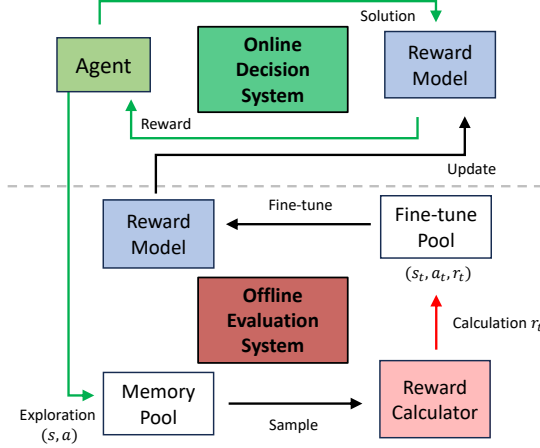 Solution
Agent
Online
Decision
System
Reward
Model
Reward
Update
Reward
Model
Fine-tune
Fine-tune
Pool
(s_t, a_t, r_t)
Offline
Evaluation
System
Calculation r_t
Exploration
(s, a)
Memory
Pool
Sample
Reward
Calculator